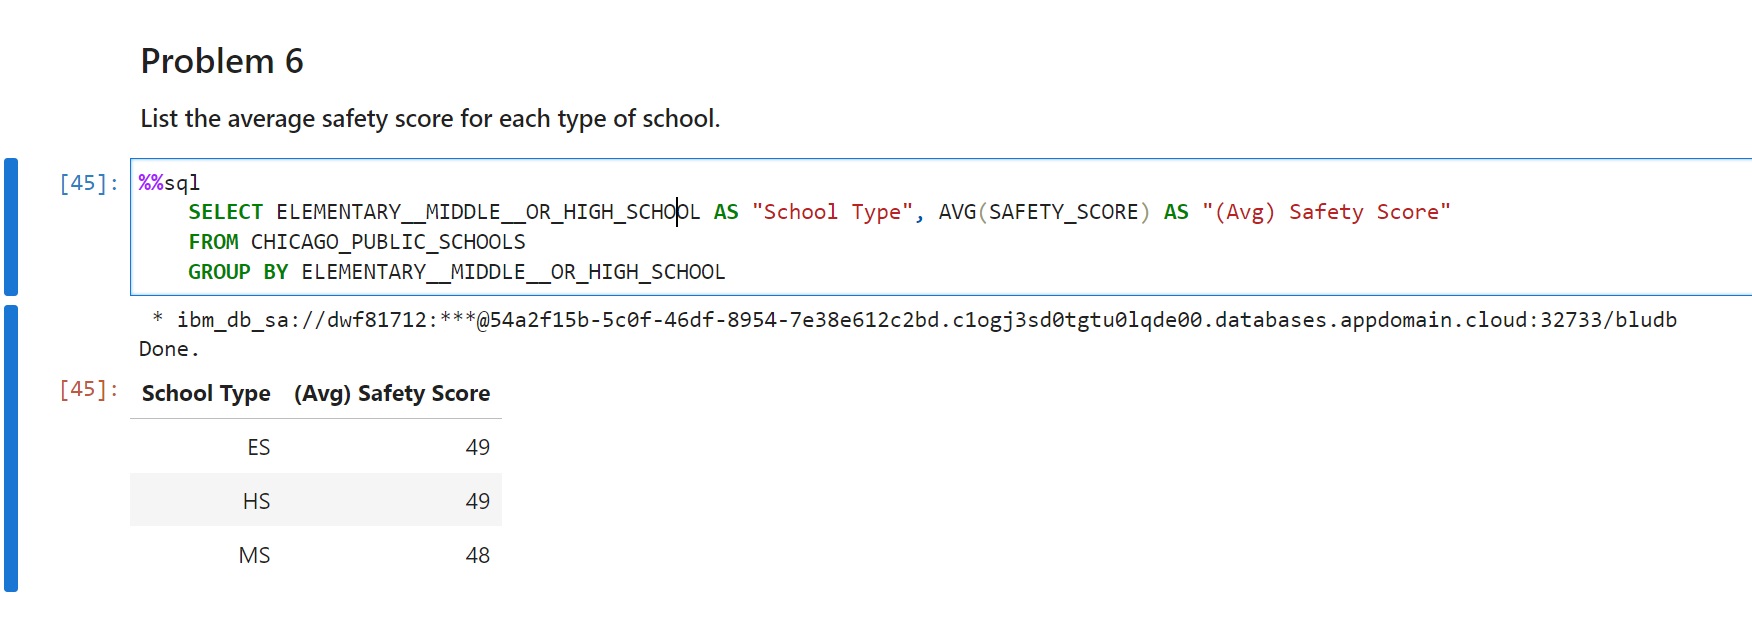 Problem 6
List the average safety score for each type of school.
[45]: %%sql
SELECT ELEMENTARY__MIDDLE__OR_HIGH_SCHOOL AS "School Type", AVG(SAFETY_SCORE) AS "(Avg) Safety Score"
FROM CHICAGO_PUBLIC_SCHOOLS
GROUP BY ELEMENTARY__MIDDLE__OR_HIGH_SCHOOL
* ibm_db_sa://dwf81712:***@54a2f15b-5c0f-46df-8954-7e38e612c2bd.c1ogj3sd0tgtu0lqde00.databases.appdomain.cloud:32733/bludb
Done.
[45]: School Type (Avg) Safety Score
ES 49
HS 49
MS 48